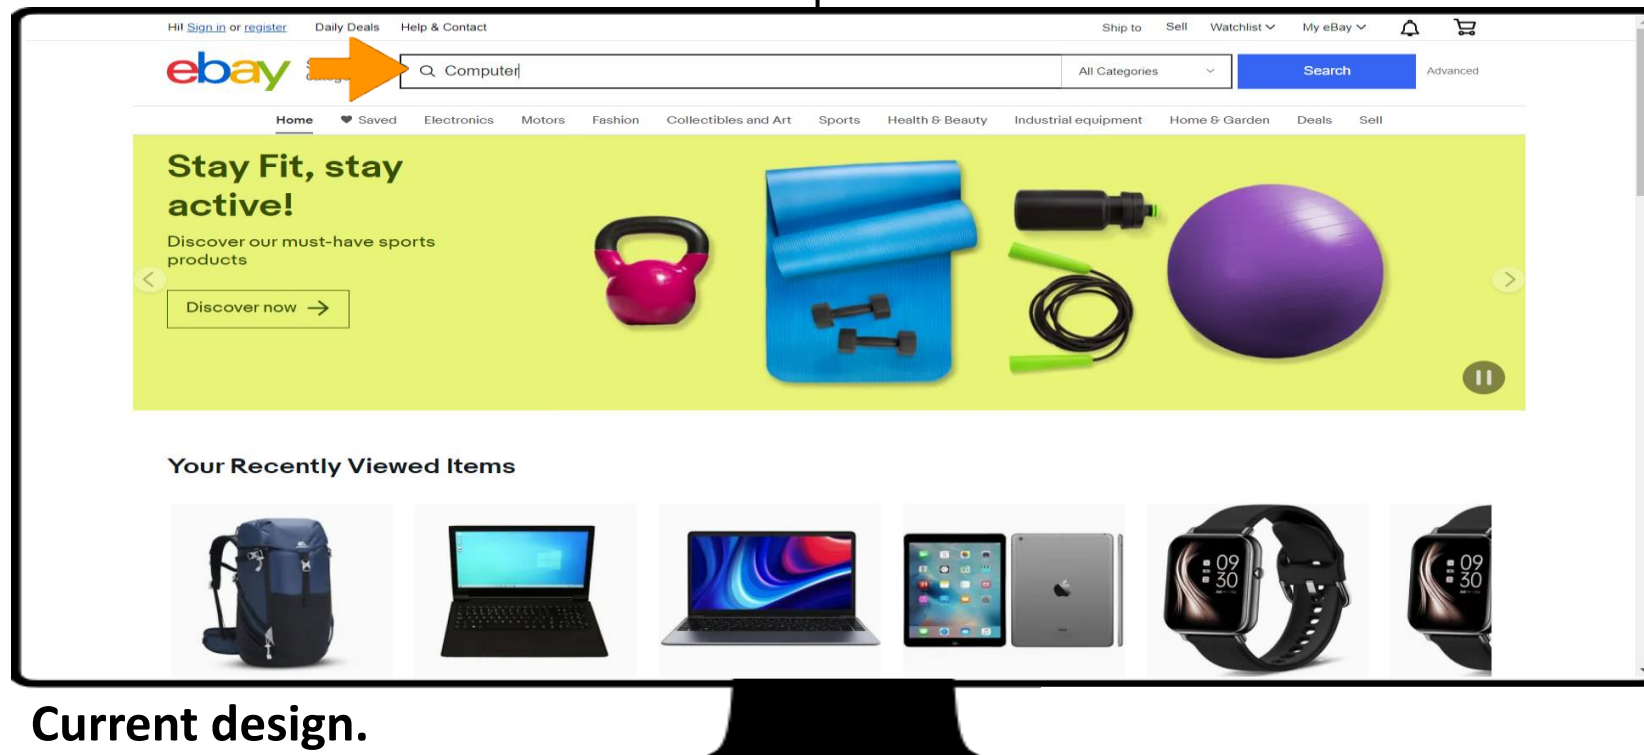 Hi! Sign in or register Daily Deals Help & Contact Ship to Sell Watchlist My eBay
ebay Computer All Categories Search Advanced
Home Saved Electronics Motors Fashion Collectibles and Art Sports Health & Beauty Industrial equipment Home & Garden Deals Sell
Stay Fit, stay
active!
Discover our must-have sports
products
Discover now
Your Recently Viewed Items
09
30
09
30
Current design.